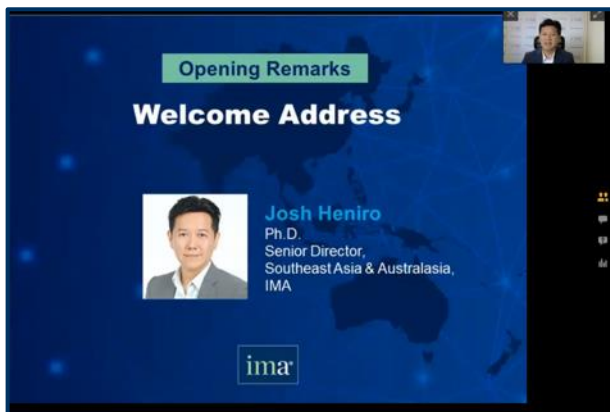 Opening Remarks
Welcome Address
Josh Heniro
Ph.D.
Senior Director,
Southeast Asia & Australasia,
IMA
ima